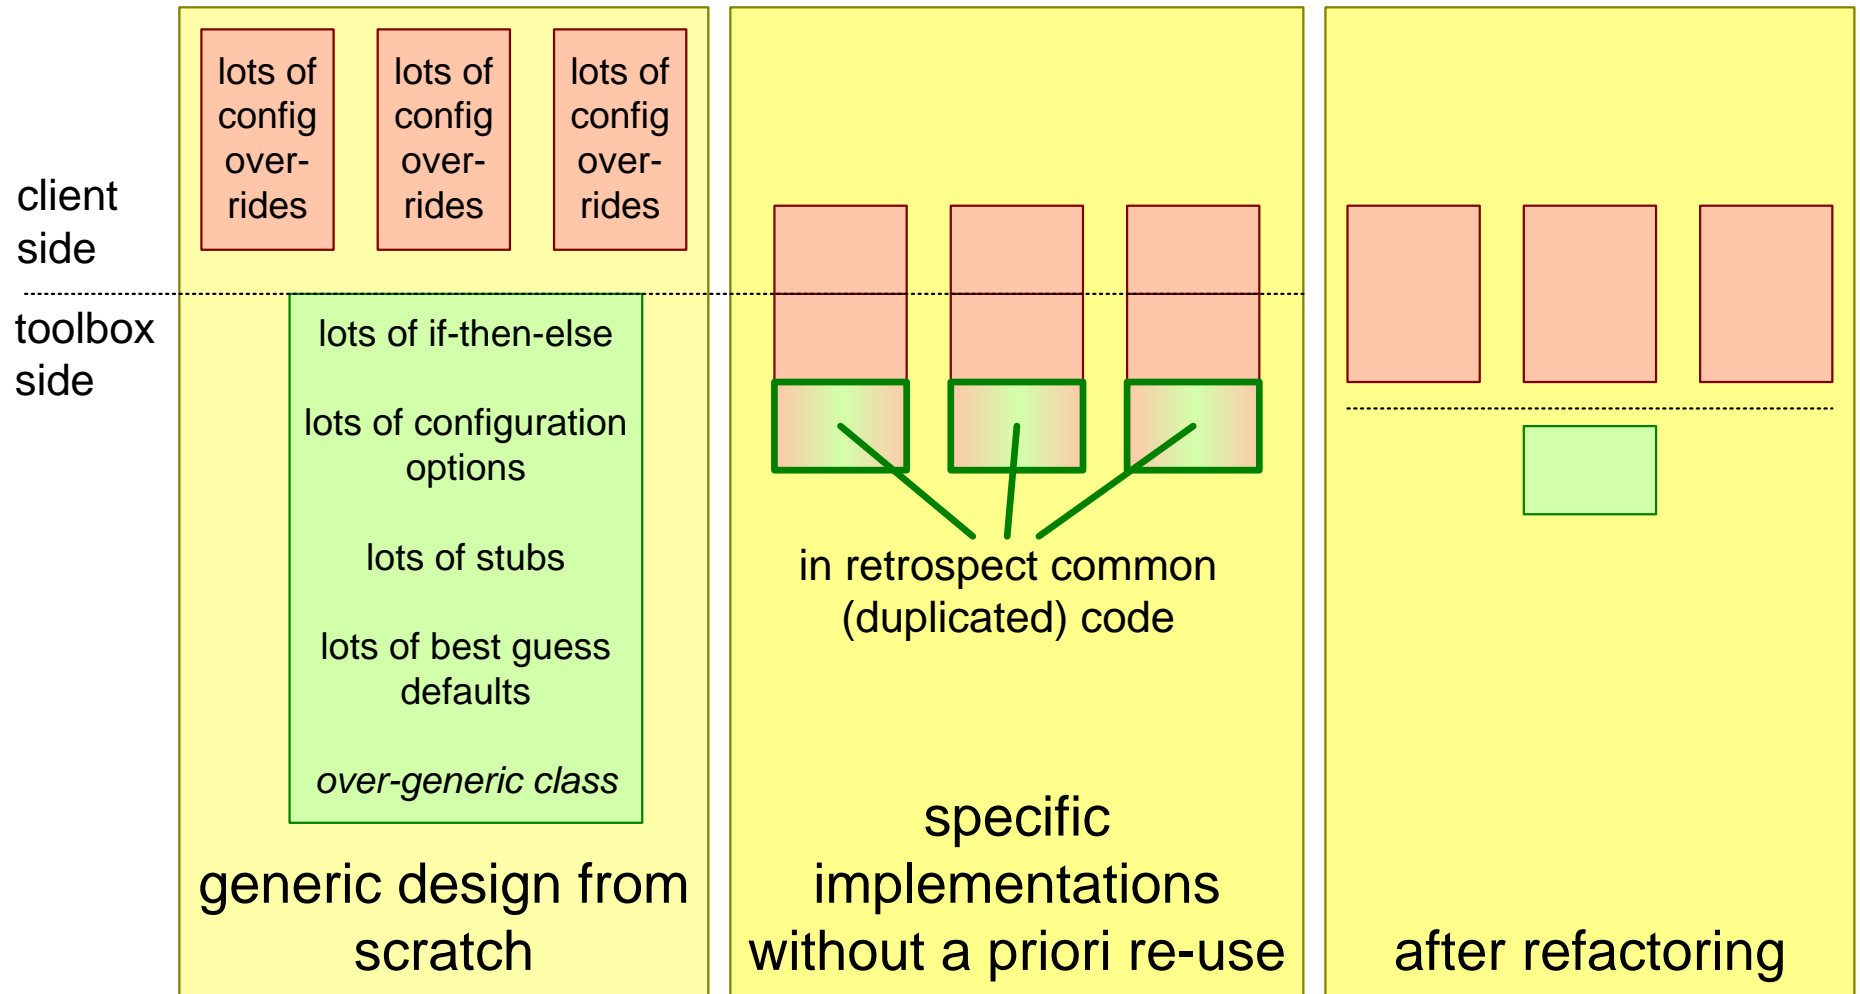 lots of
config
over-
rides
lots of
config
over-
rides
lots of
config
over-
rides
client
side
toolbox
side
lots of if-then-else
lots of configuration
options
lots of stubs
lots of best guess
defaults
over-generic class
generic design from
scratch
in retrospect common
(duplicated) code
specific
implementations
without a priori re-use
after refactoring